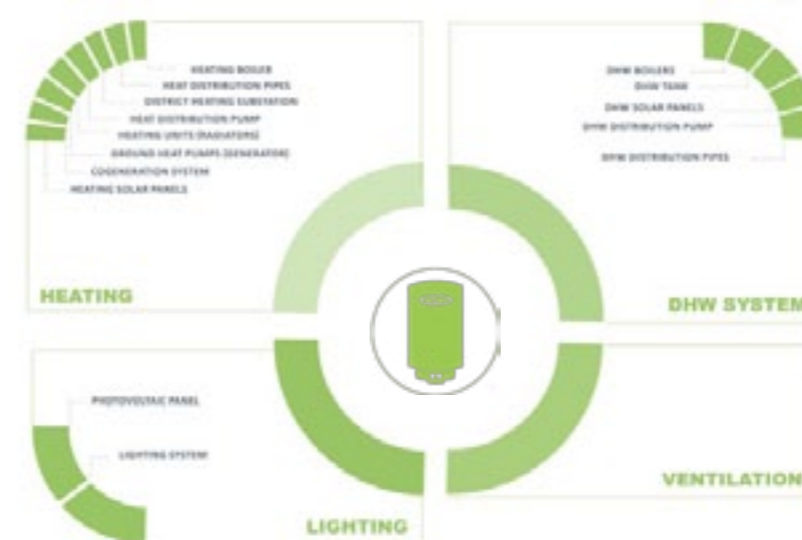 HEATING BOILER
HEAT DISTRIBUTION PIPES
DISTRICT HEATING SUBSTATION
HEAT DISTRIBUTION PUMP
HEATING UNITS (RADIATORS)
GROUND HEAT PUMPS (GENERATOR)
COGENERATION SYSTEM
HEATING SOLAR PANELS
HEATING
DHW BOILERS
DHW TANK
DHW SOLAR PANELS
DHW DISTRIBUTION PUMP
DHW DISTRIBUTION PIPES
DHW SYSTEM
PHOTOVOLTAIC PANEL
LIGHTING SYSTEM
LIGHTING
VENTILATION